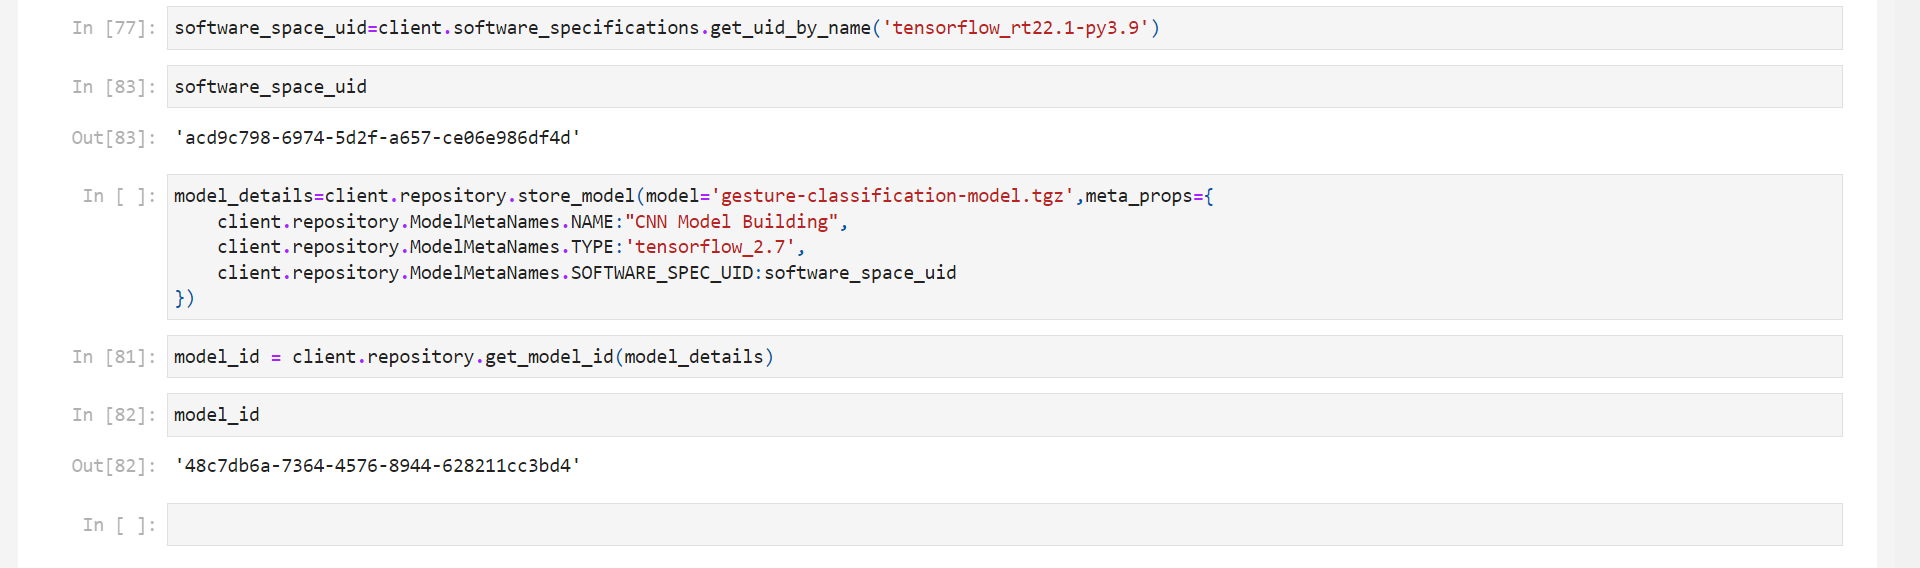 In [77]: software_space_uid=client.software_specifications.get_uid_by_name('tensorflow_rt22.1-py3.9')
In [83]: software_space_uid
Out[83]: 'acd9c798-6974-5d2f-a657-ce06e986df4d'
In [ ]: model_details=client.repository.store_model(model='gesture-classification-model.tgz',meta_props={
    client.repository.ModelMetaNames.NAME:"CNN Model Building",
    client.repository.ModelMetaNames.TYPE:'tensorflow_2.7',
    client.repository.ModelMetaNames.SOFTWARE_SPEC_UID:software_space_uid
})
In [81]: model_id = client.repository.get_model_id(model_details)
In [82]: model_id
Out[82]: '48c7db6a-7364-4576-8944-628211cc3bd4'
In [ ]: